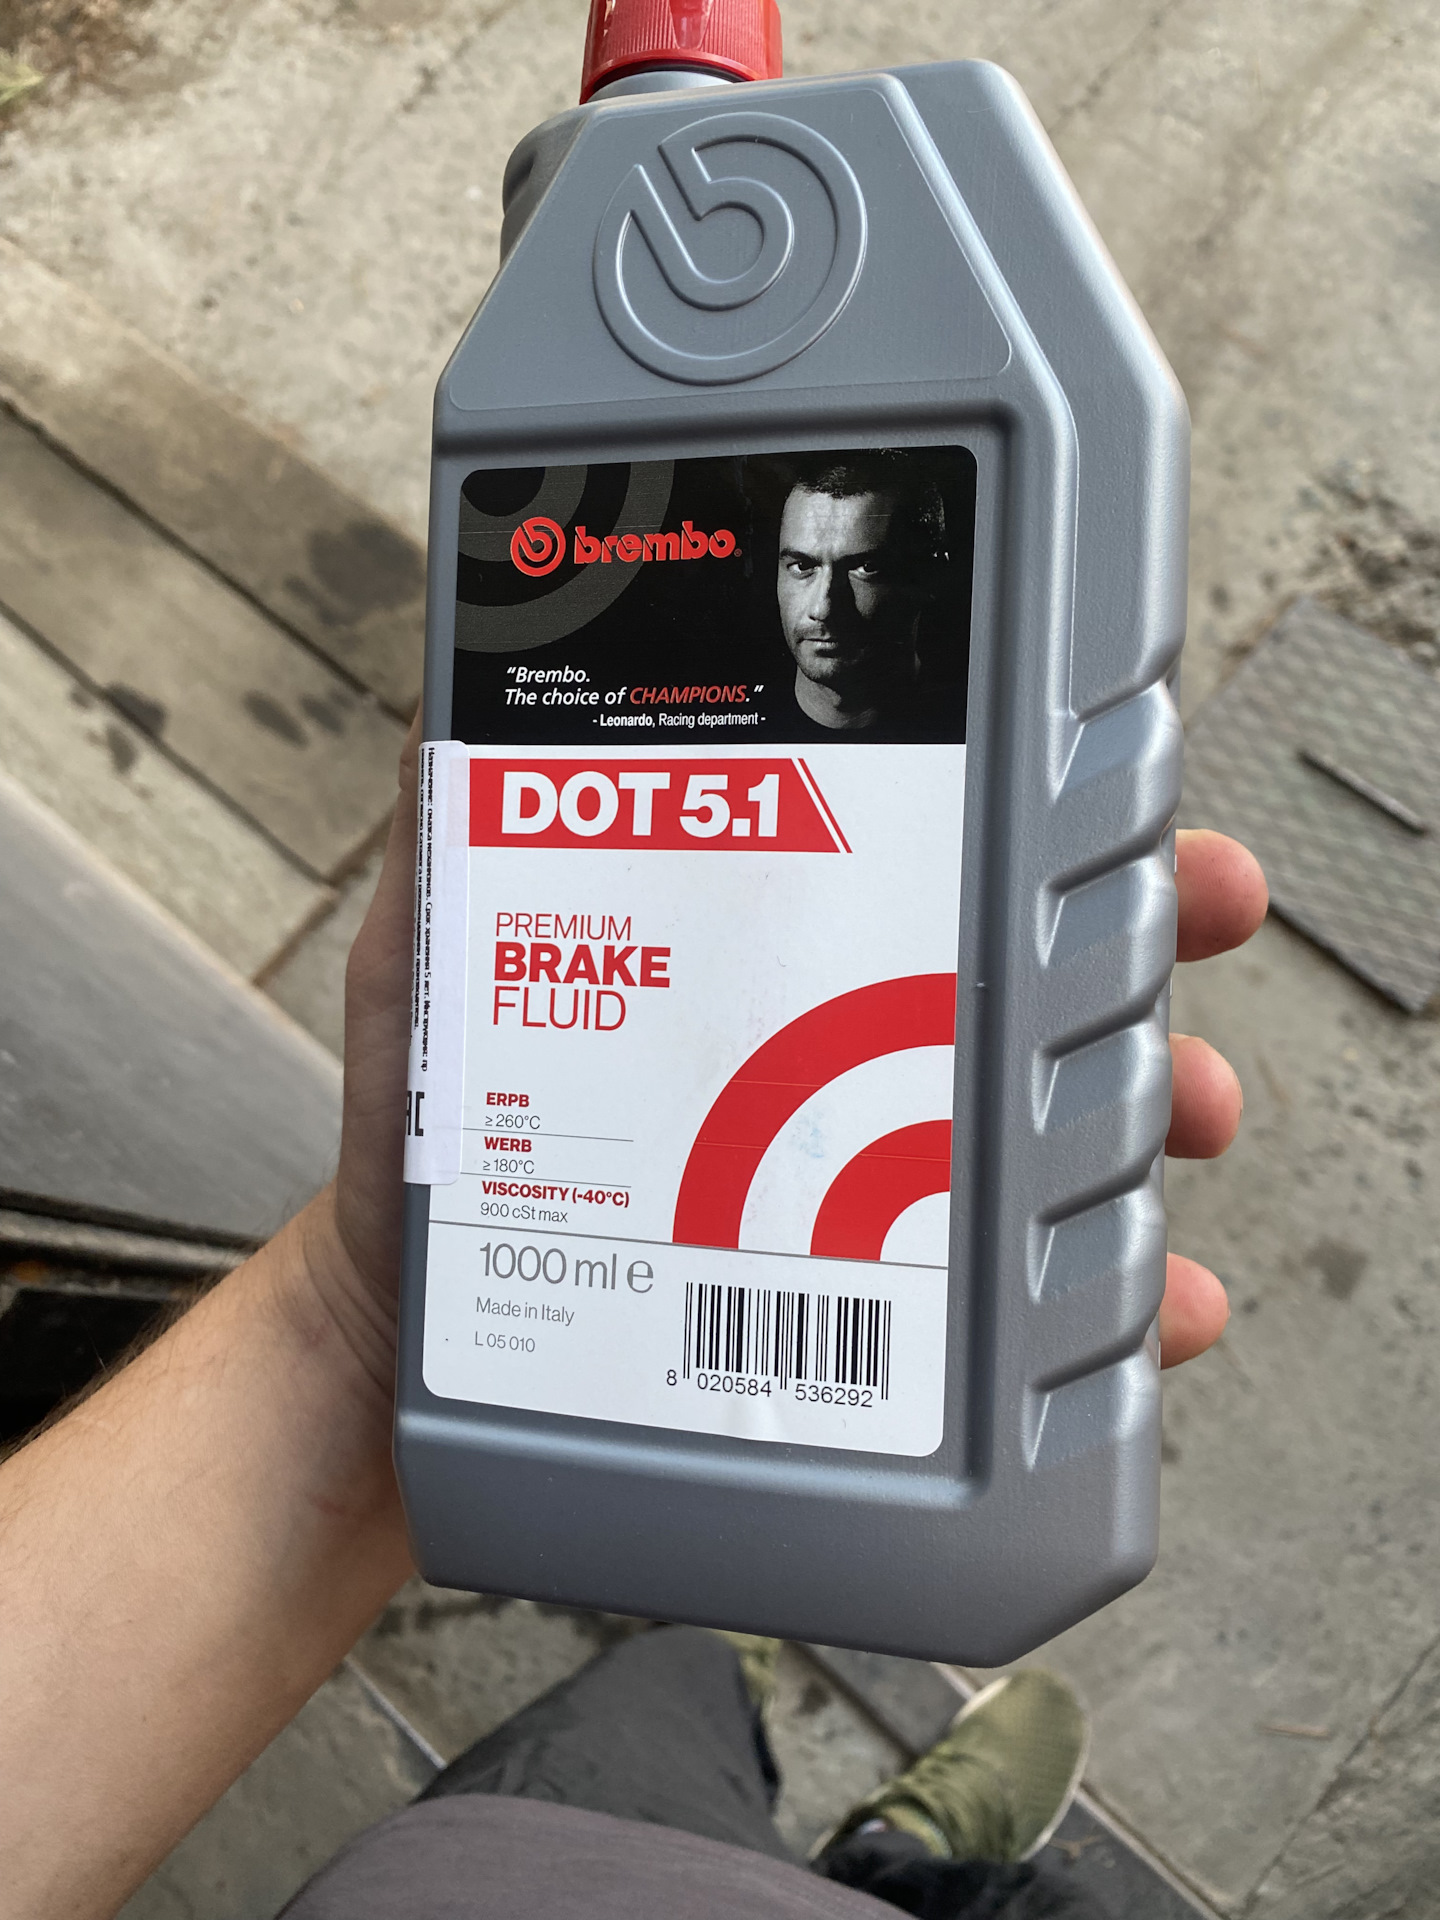 brembo®
“Brembo.
The choice of CHAMPIONS.”
- Leonardo, Racing department -
DOT 5.1
PREMIUM
BRAKE
FLUID
ERPB
≥ 260°C
WERB
≥ 180°C
VISCOSITY (-40°C)
900 cSt max
1000 ml e
Made in Italy
L 05 010
8 020584 536292